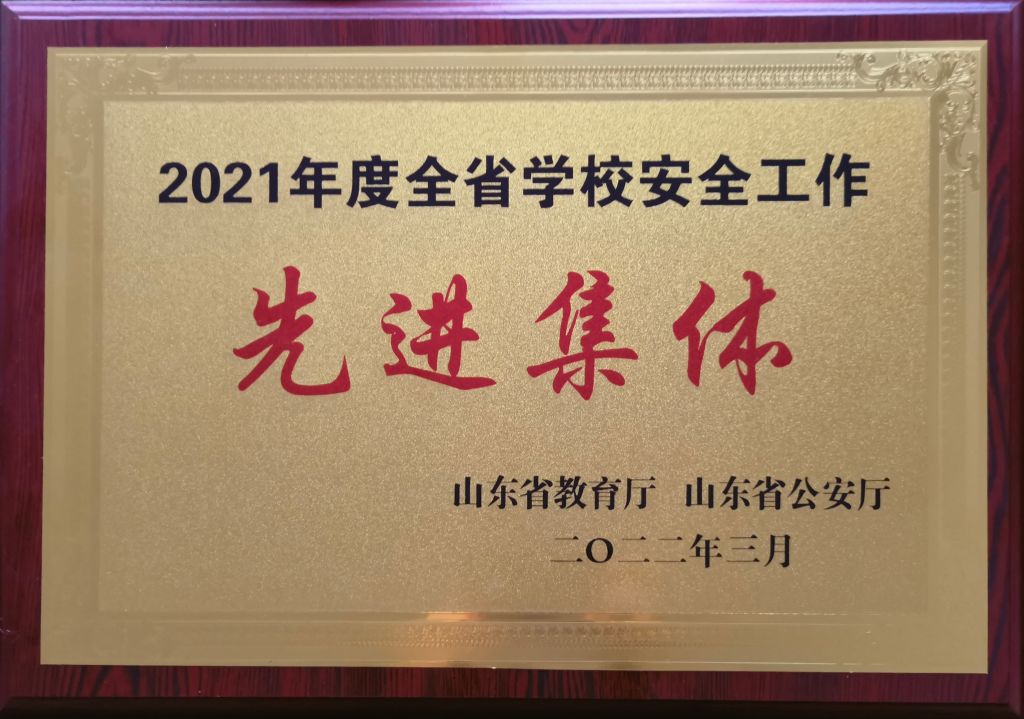 2021年度全省学校安全工作
先进集体
山东省教育厅 山东省公安厅
二〇二二年三月